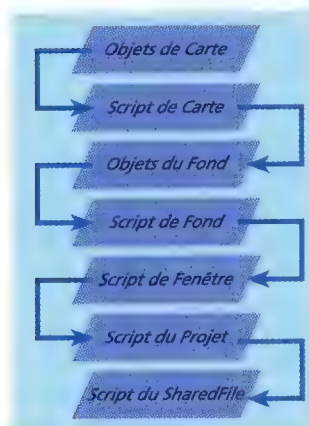 Objets de Carte
Script de Carte
Objets du Fond
Script de Fond
Script de Fenêtre
Script du Projet
Script du SharedFile